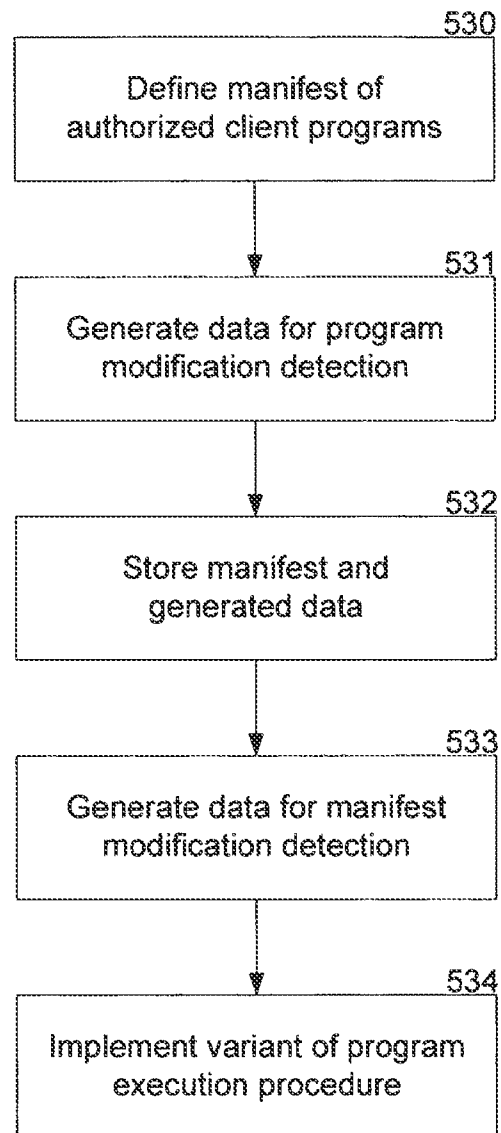 530
Define manifest of
authorized client programs
531
Generate data for program
modification detection
532
Store manifest and
generated data
533
Generate data for manifest
modification detection
534
Implement variant of program
execution procedure